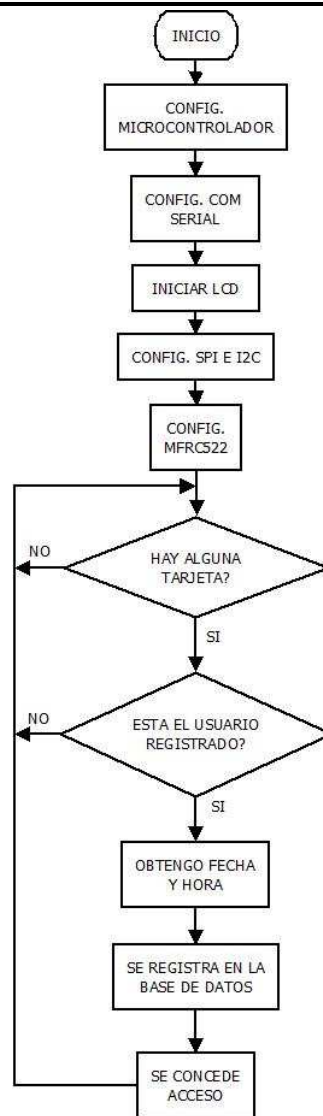 INICIO
CONFIG.
MICROCONTROLADOR
CONFIG. COM
SERIAL
INICIAR LCD
CONFIG. SPI E I2C
CONFIG.
MFRC522
NO
HAY ALGUNA
TARJETA?
SI
NO
ESTA EL USUARIO
REGISTRADO?
SI
OBTENGO FECHA
Y HORA
SE REGISTRA EN LA
BASE DE DATOS
SE CONCEDE
ACCESO